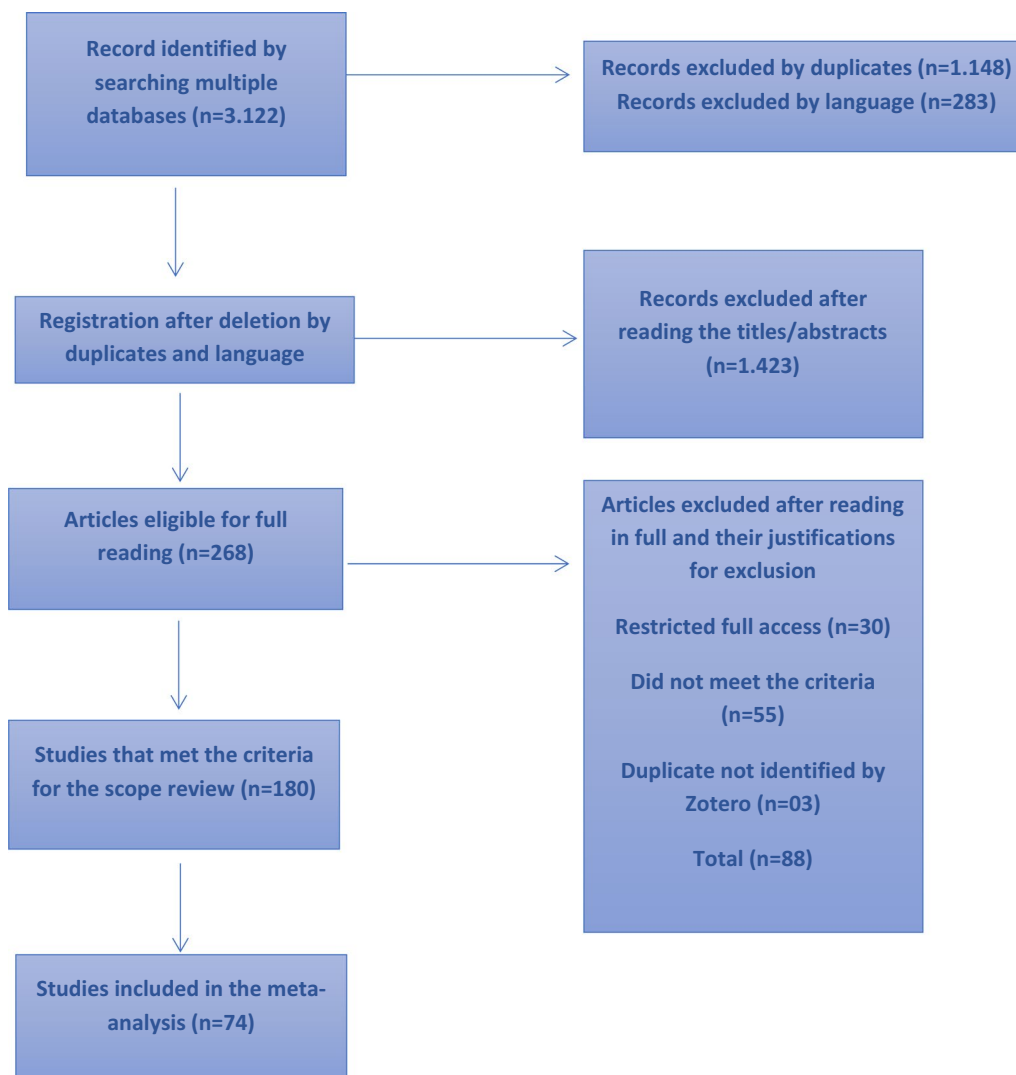 Record identified by
searching multiple
databases (n=3.122)
Records excluded by duplicates (n=1.148)
Records excluded by language (n=283)
Registration after deletion by
duplicates and language
Records excluded after
reading the titles/abstracts
(n=1.423)
Articles eligible for full
reading (n=268)
Articles excluded after reading
in full and their justifications
for exclusion
Restricted full access (n=30)
Did not meet the criteria
(n=55)
Duplicate not identified by
Zotero (n=03)
Total (n=88)
Studies that met the criteria
for the scope review (n=180)
Studies included in the meta-
analysis (n=74)